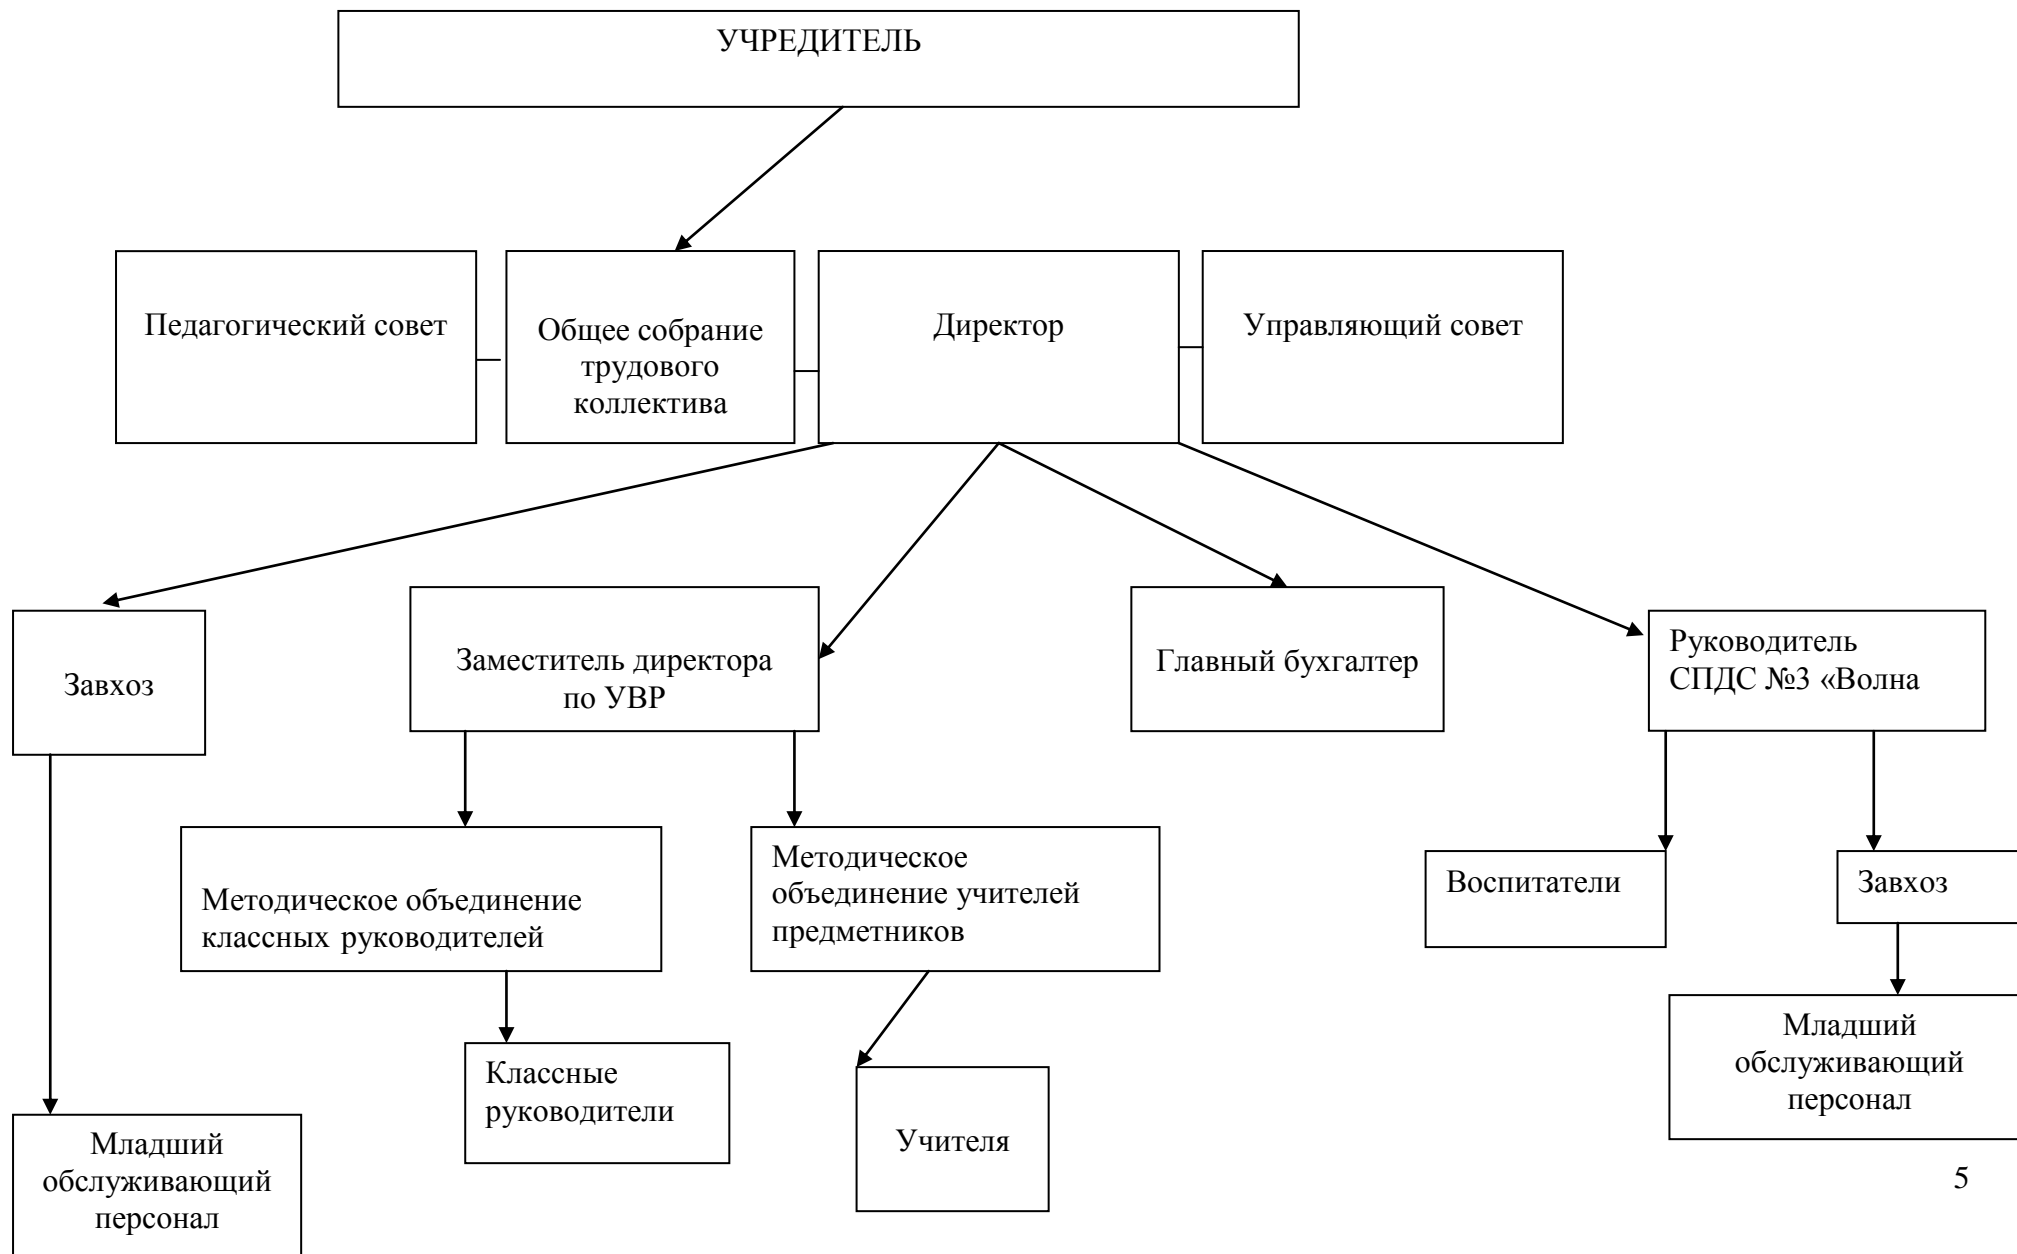 УЧРЕДИТЕЛЬ
Педагогический совет
Общее собрание
трудового
коллектива
Директор
Управляющий совет
Завхоз
Заместитель директора
по УВР
Главный бухгалтер
Руководитель
СПДС №3 «Волна
Методическое объединение
классных руководителей
Методическое
объединение учителей
предметников
Воспитатели
Завхоз
Классные
руководители
Учителя
Младший
обслуживающий
персонал
Младший
обслуживающий
персонал
5